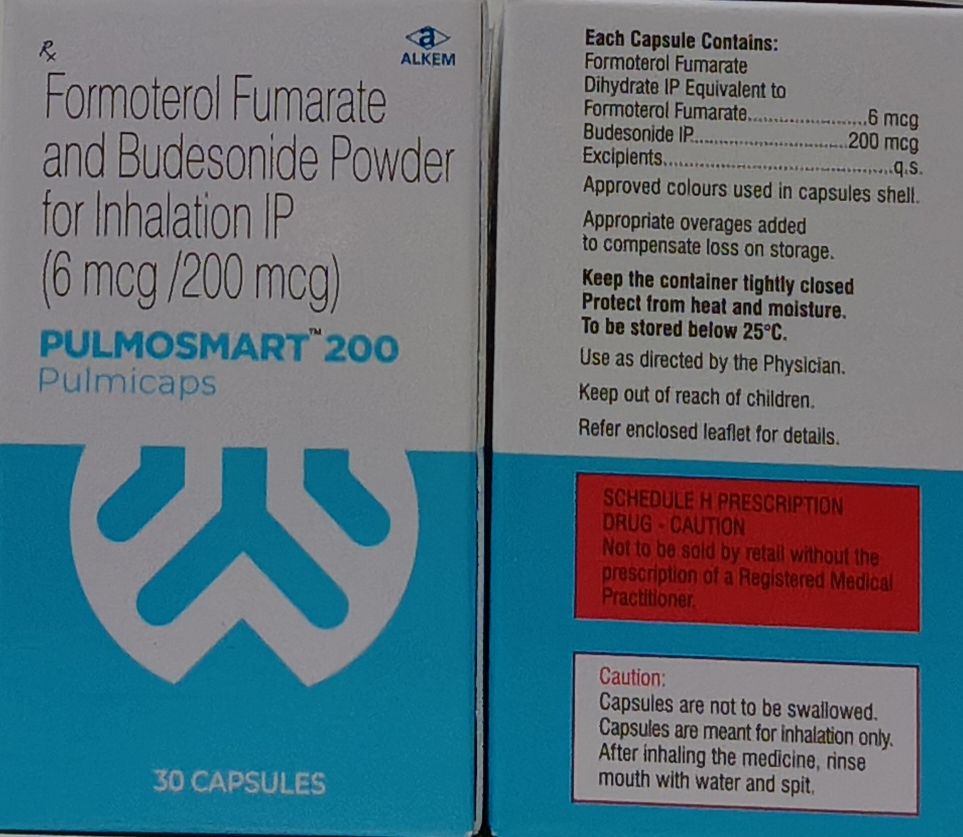 Rx
a
ALKEM
Formoterol Fumarate
and Budesonide Powder
for Inhalation IP
(6 mcg /200 mcg)
PULMOSMART™ 200
Pulmicaps
30 CAPSULES
Each Capsule Contains:
Formoterol Fumarate
Dihydrate IP Equivalent to
Formoterol Fumarate........................6 mcg
Budesonide IP..............................200 mcg
Excipients............................................q.s.
Approved colours used in capsules shell.
Appropriate overages added
to compensate loss on storage.
Keep the container tightly closed
Protect from heat and moisture.
To be stored below 25°C.
Use as directed by the Physician.
Keep out of reach of children.
Refer enclosed leaflet for details.
SCHEDULE H PRESCRIPTION
DRUG - CAUTION
Not to be sold by retail without the
prescription of a Registered Medical
Practitioner.
Caution:
Capsules are not to be swallowed.
Capsules are meant for inhalation only.
After inhaling the medicine, rinse
mouth with water and spit.